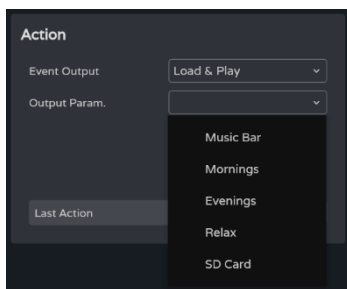 Action
Event Output Load & Play
Output Param.
Music Bar
Mornings
Evenings
Last Action
Relax
SD Card